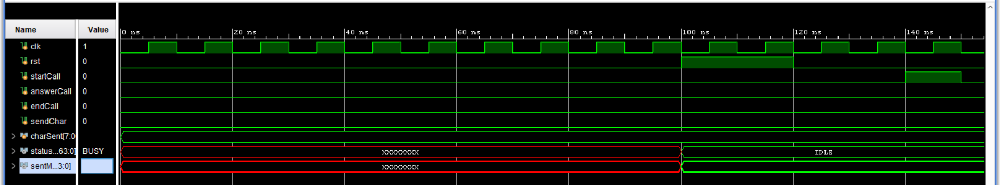 Name Value
0 ns 20 ns 40 ns 60 ns 80 ns 100 ns 120 ns 140 ns
clk 1
rst 0
startCall 0
answerCall 0
endCall 0
sendChar 0
charSent[7:0
status...63:0] BUSY XXXXXXXX IDLE
sentM...3:0] XXXXXXXX